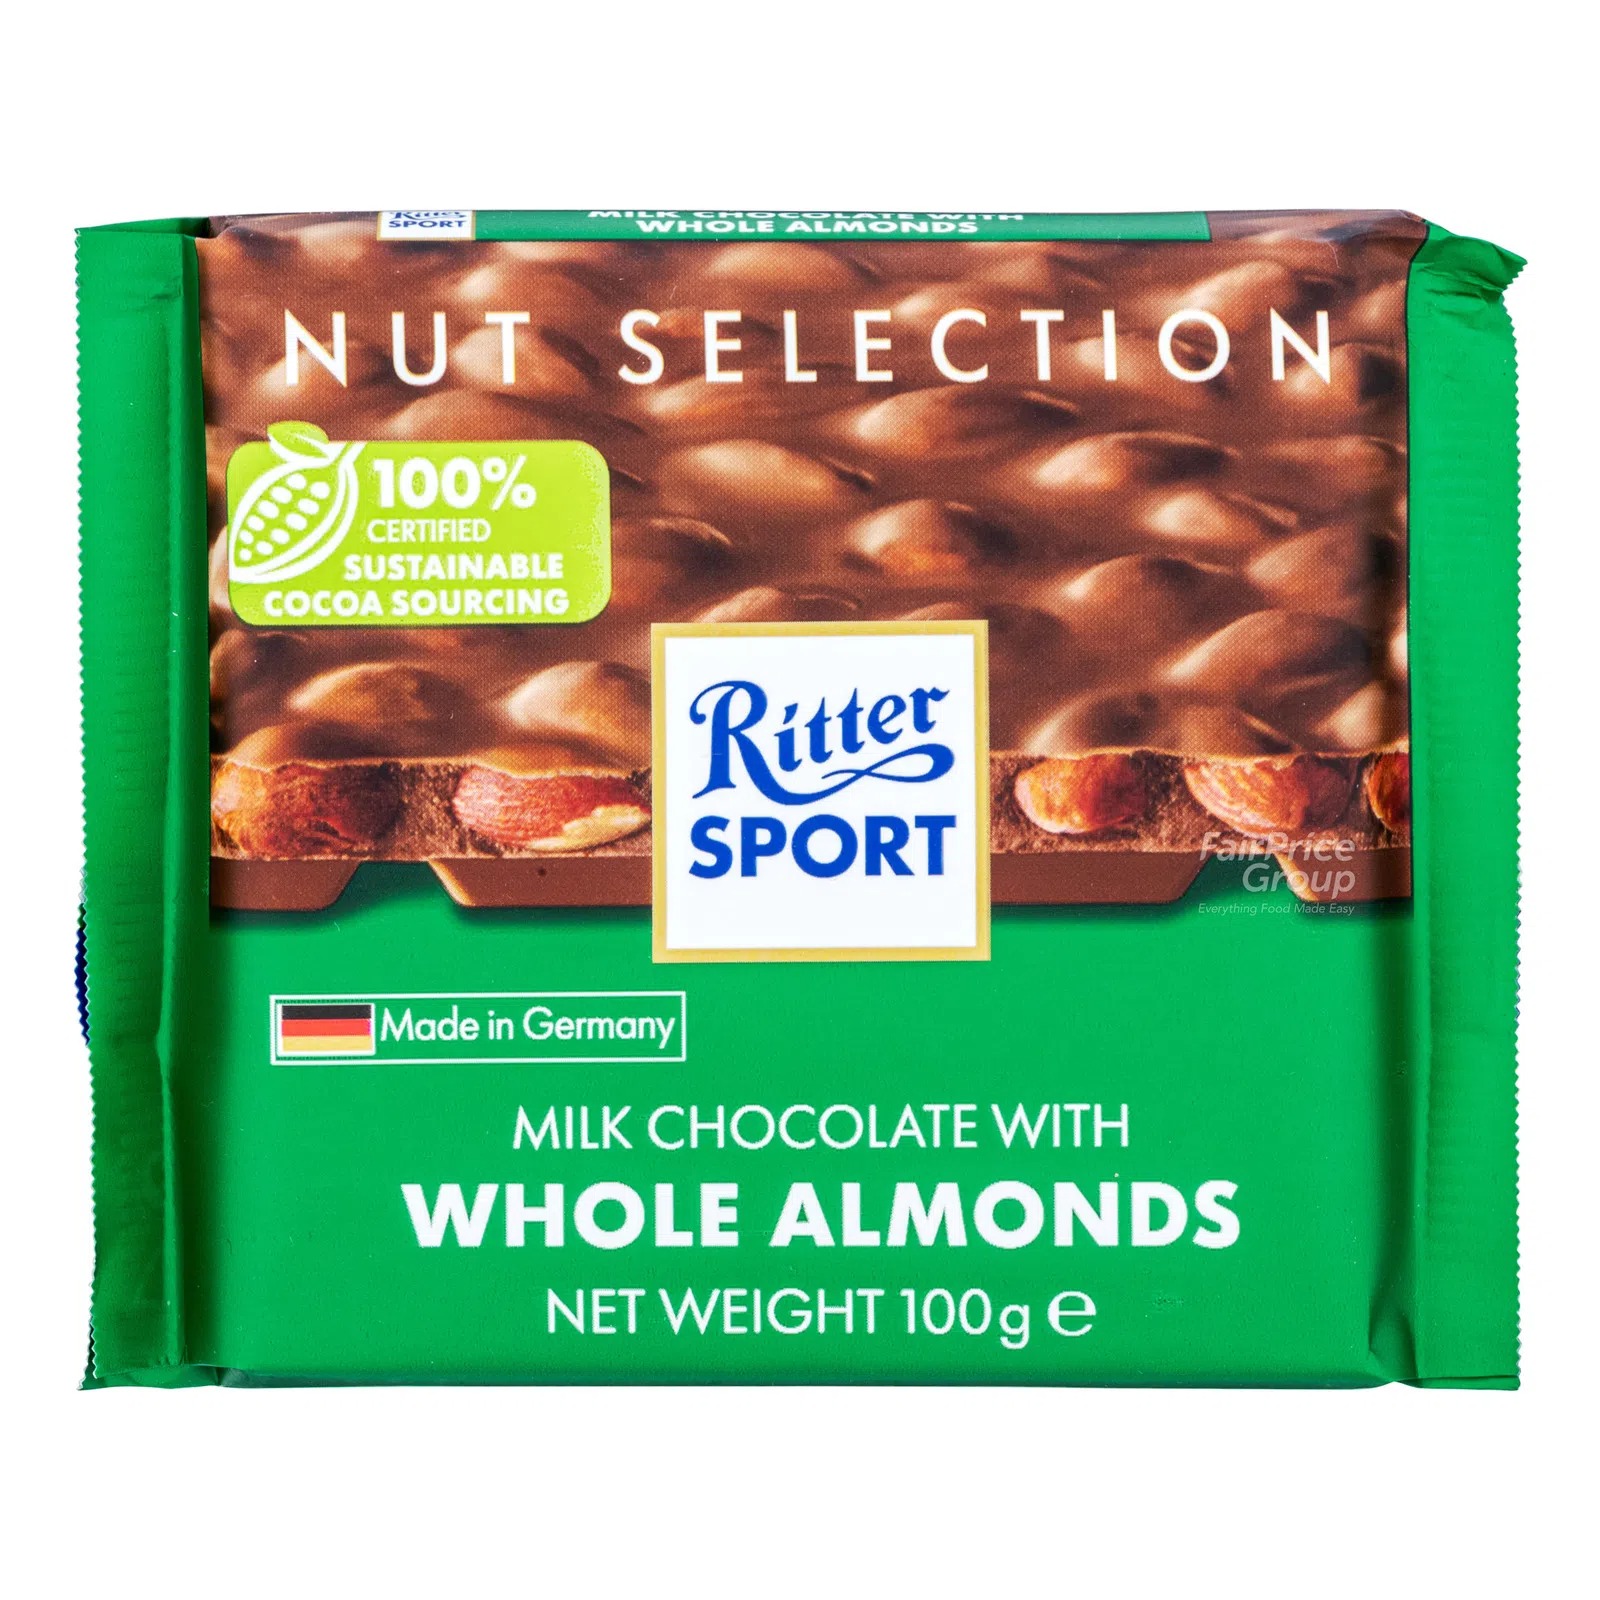 NUT SELECTION
100%
CERTIFIED
SUSTAINABLE
COCOA SOURCING
Ritter
SPORT
FairPrice
Group
Everything Food Made Easy
Made in Germany
MILK CHOCOLATE WITH
WHOLE ALMONDS
NET WEIGHT 100 g ℮
Ritter
SPORT
MILK CHOCOLATE WITH
WHOLE ALMONDS